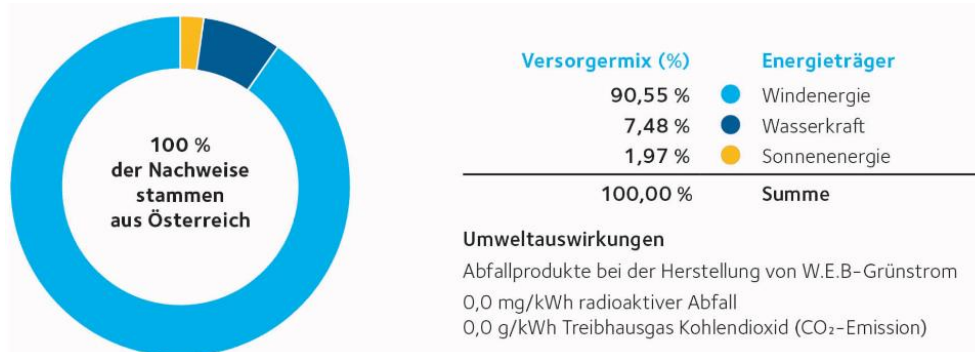 100 %
der Nachweise
stammen
aus Österreich
Versorgermix (%) Energieträger
90,55 % Windenergie
7,48 % Wasserkraft
1,97 % Sonnenenergie
100,00 % Summe
Umweltauswirkungen
Abfallprodukte bei der Herstellung von W.E.B-Grünstrom
0,0 mg/kWh radioaktiver Abfall
0,0 g/kWh Treibhausgas Kohlendioxid (CO₂-Emission)